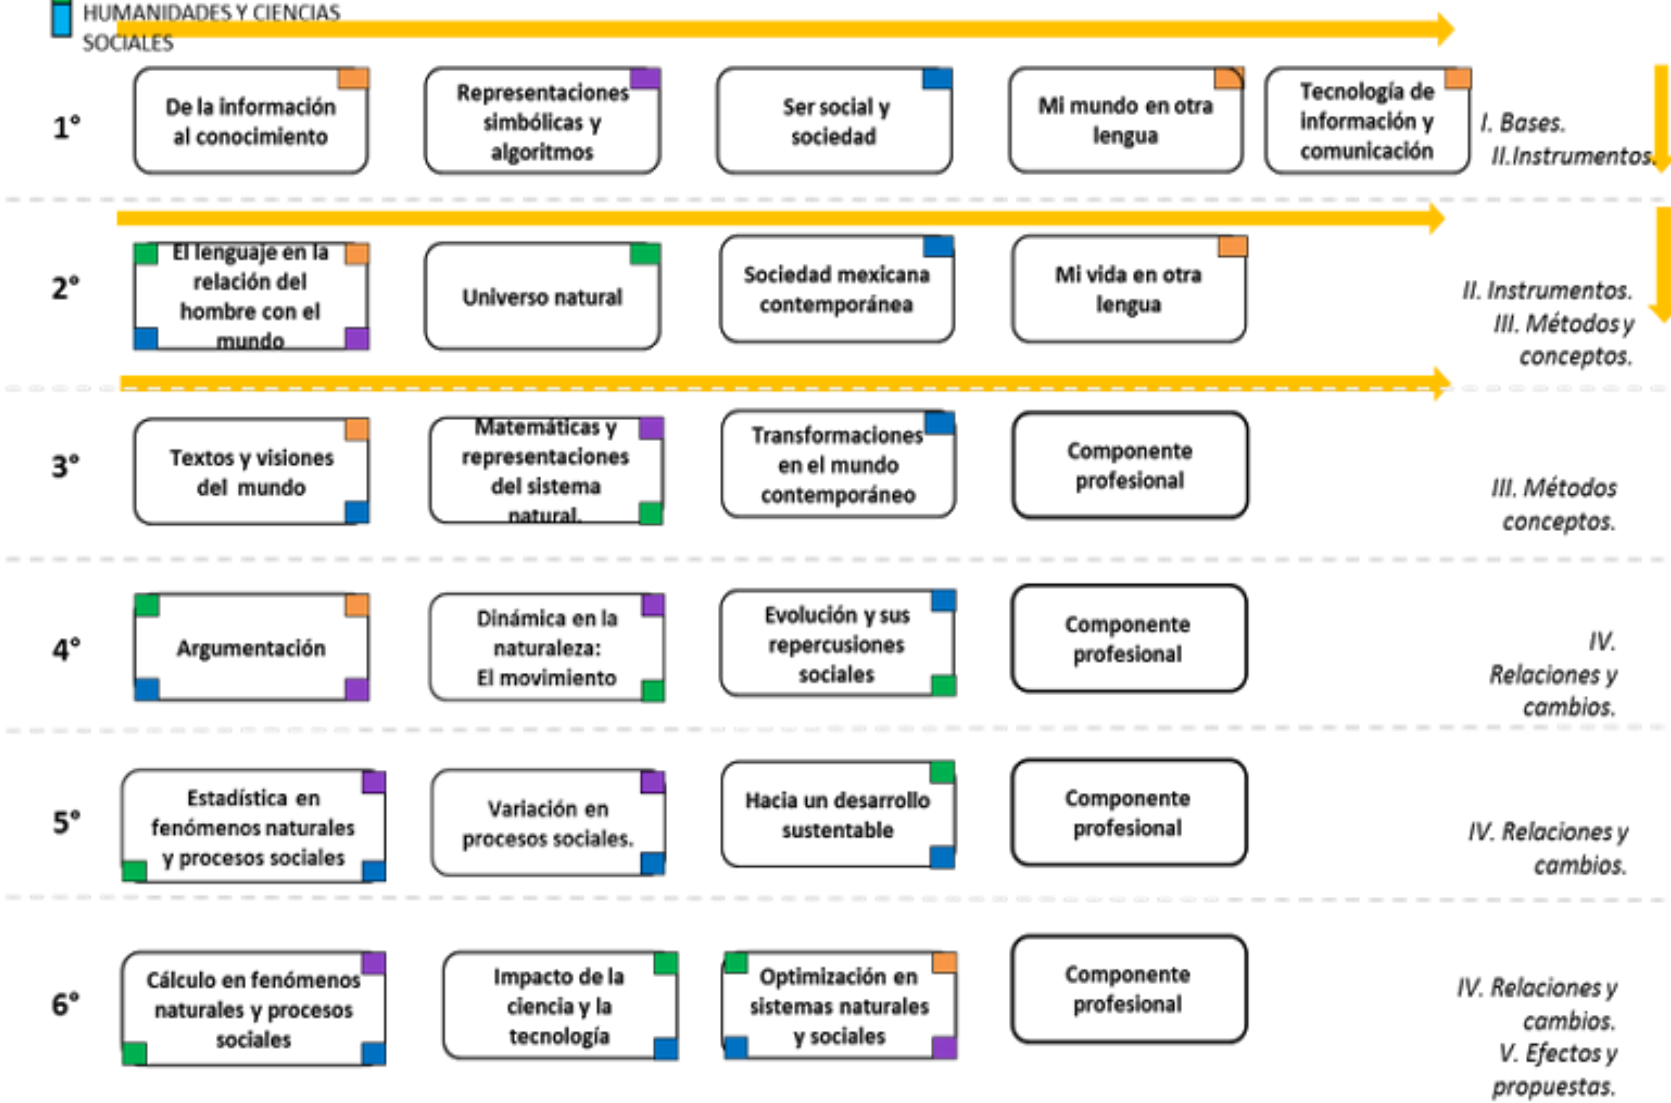 HUMANIDADES Y CIENCIAS
SOCIALES
1°
De la información
al conocimiento
Representaciones
simbólicas y
algoritmos
Ser social y
sociedad
Mi mundo en otra
lengua
Tecnología de
información y
comunicación
I. Bases.
II.Instrumentos.
2°
El lenguaje en la
relación del
hombre con el
mundo
Universo natural
Sociedad mexicana
contemporánea
Mi vida en otra
lengua
II. Instrumentos.
III. Métodos y
conceptos.
3°
Textos y visiones
del mundo
Matemáticas y
representaciones
del sistema
natural.
Transformaciones
en el mundo
contemporáneo
Componente
profesional
III. Métodos
conceptos.
4°
Argumentación
Dinámica en la
naturaleza:
El movimiento
Evolución y sus
repercusiones
sociales
Componente
profesional
IV.
Relaciones y
cambios.
5°
Estadística en
fenómenos naturales
y procesos sociales
Variación en
procesos sociales.
Hacia un desarrollo
sustentable
Componente
profesional
IV. Relaciones y
cambios.
6°
Cálculo en fenómenos
naturales y procesos
sociales
Impacto de la
ciencia y la
tecnología
Optimización en
sistemas naturales
y sociales
Componente
profesional
IV. Relaciones y
cambios.
V. Efectos y
propuestas.